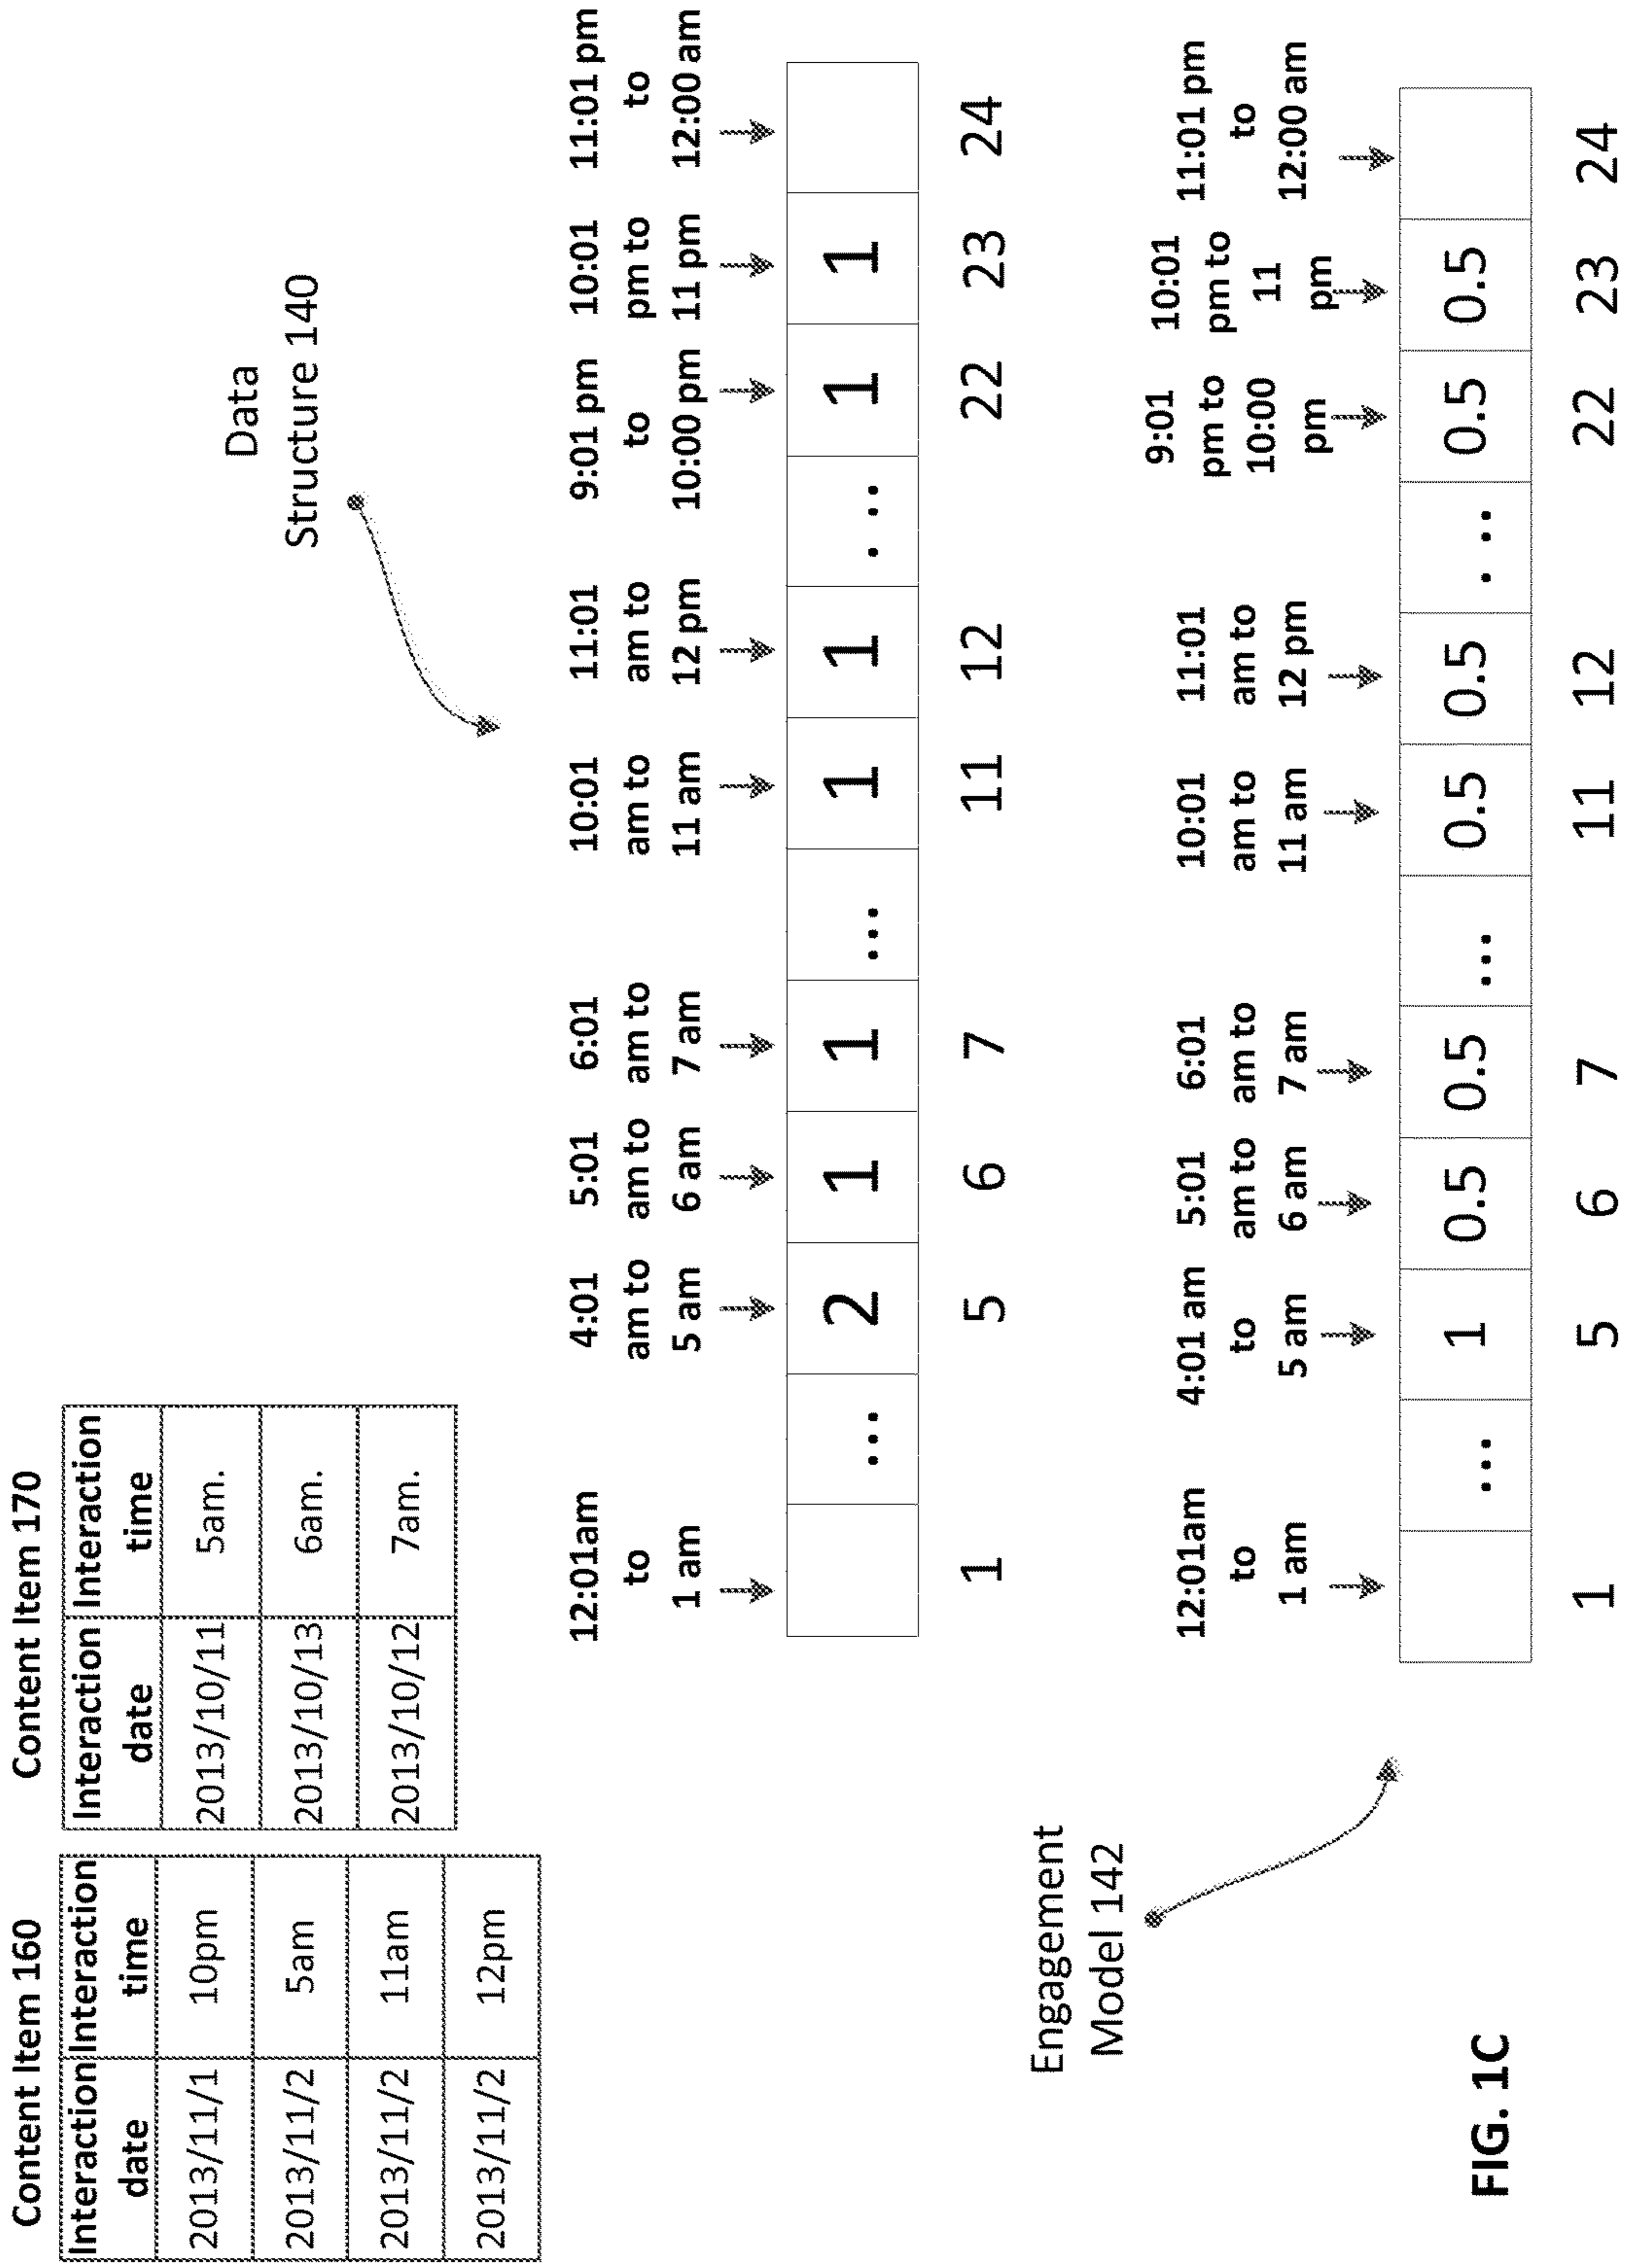 Content Item 160
Interaction date Interaction time
2013/11/1 10pm
2013/11/2 5am
2013/11/2 11am
2013/11/2 12pm
Content Item 170
Interaction date Interaction time
2013/10/11 5am.
2013/10/13 6am.
2013/10/12 7am.
Data
Structure 140
12:01am 4:01 5:01 6:01 10:01 11:01 9:01 pm 10:01 11:01 pm
to am to am to am to am to am to to pm to to
1 am 5 am 6 am 7 am 11 am 12 pm 10:00 pm 11 pm 12:00 am
... 2 1 1 ... 1 1 ... 1 1
1 5 6 7 11 12 22 23 24
Engagement
Model 142
12:01am 4:01 am 5:01 6:01 10:01 11:01 9:01 10:01 11:01 pm
to to am to am to am to am to pm to pm to to
1 am 5 am 6 am 7 am 11 am 12 pm 10:00 11 12:00 am
pm pm
... 1 0.5 0.5 ... 0.5 0.5 ... 0.5 0.5
1 5 6 7 11 12 22 23 24
FIG. 1C